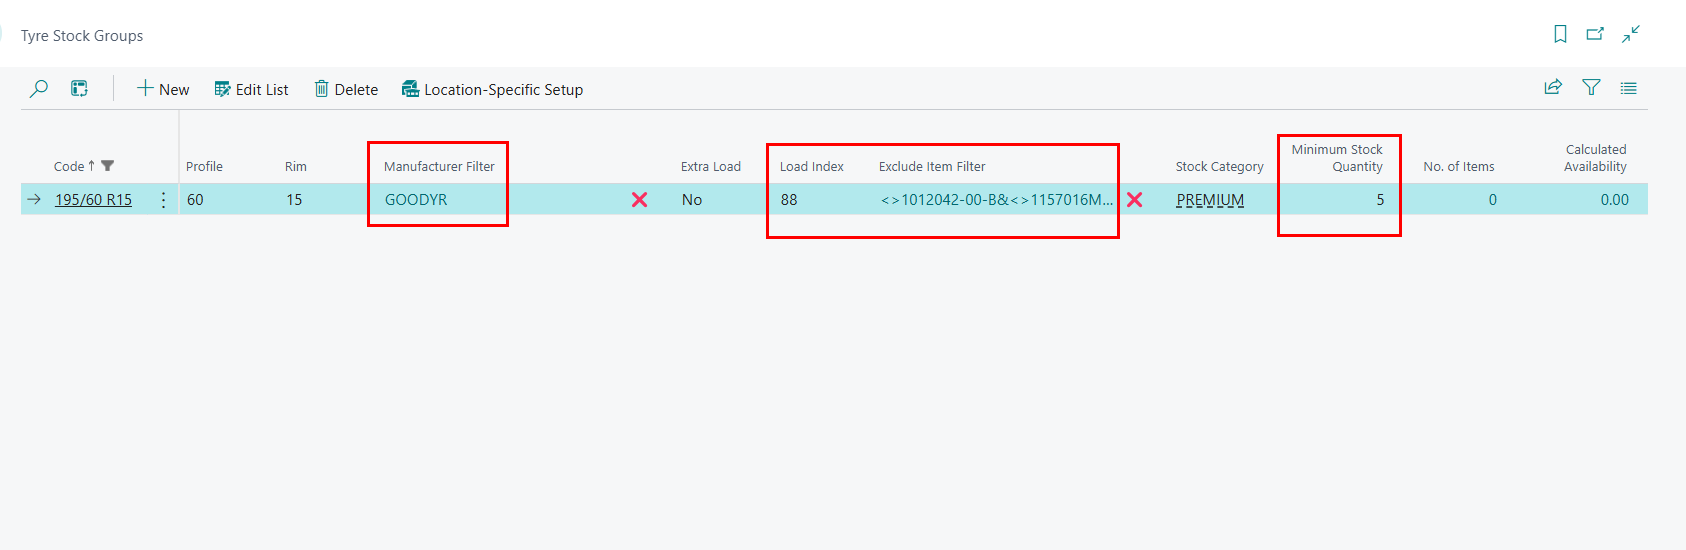 Tyre Stock Groups
New Edit List Delete Location-Specific Setup
Code Profile Rim Manufacturer Filter Extra Load Load Index Exclude Item Filter Stock Category Minimum Stock Quantity No. of Items Calculated Availability
195/60 R15 60 15 GOODYR No 88 <>1012042-00-B&<>1157016M... PREMIUM 5 0 0.00